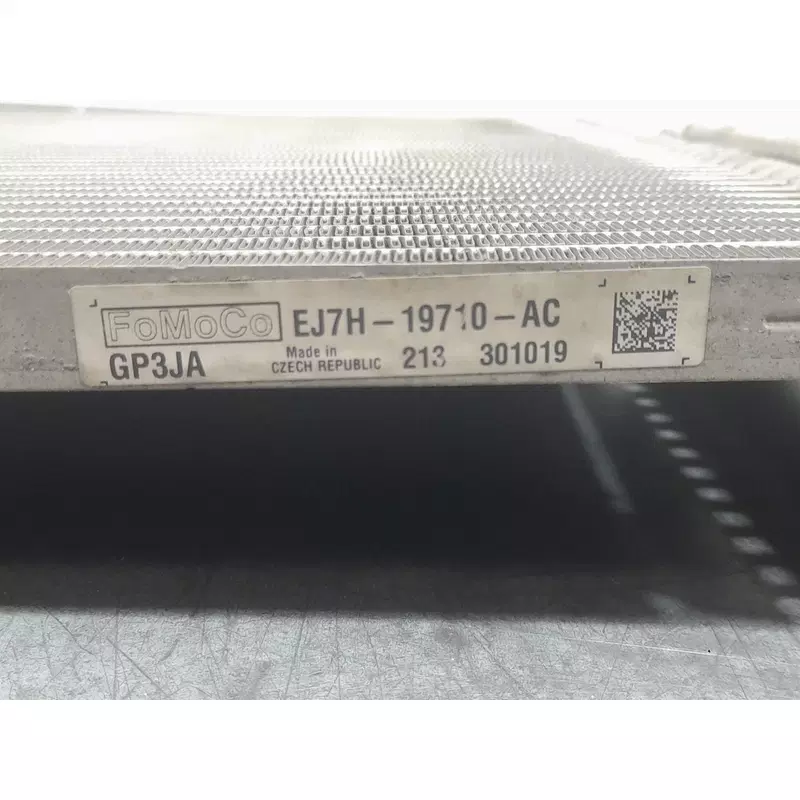 FoMoCo EJ7H-19710-AC
GP3JA Made in CZECH REPUBLIC 213 301019